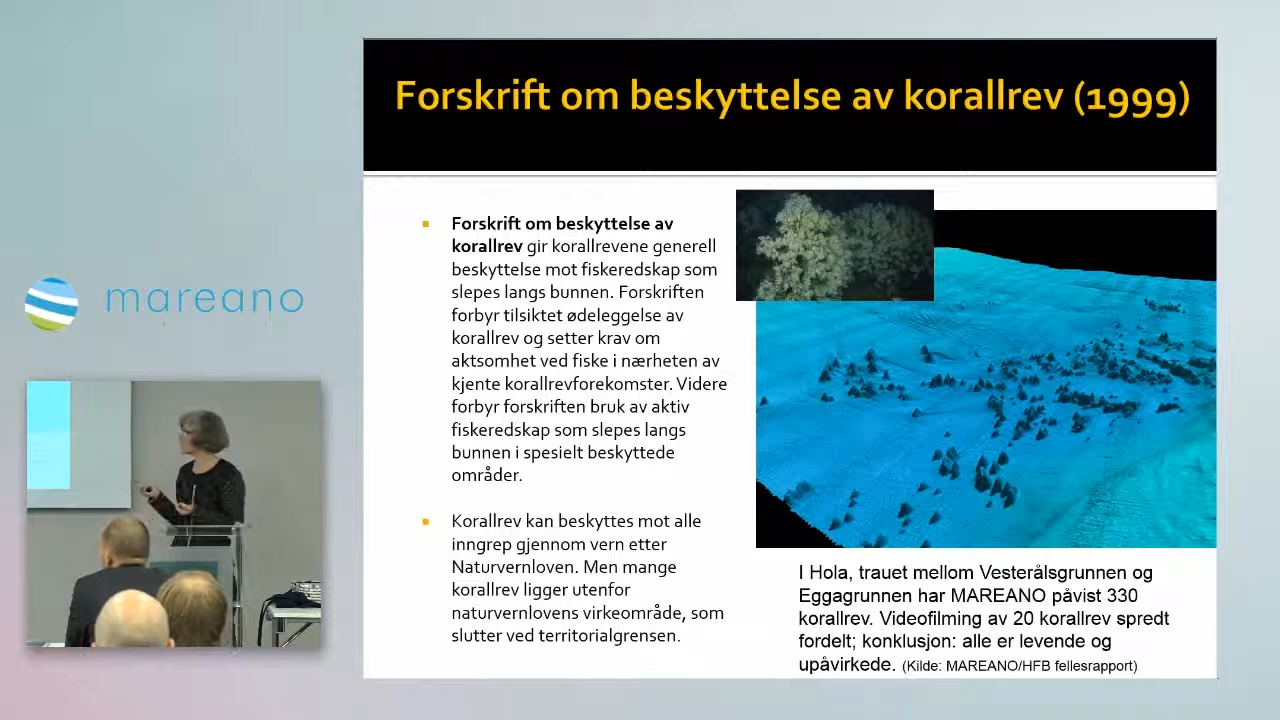 Forskrift om beskyttelse av korallrev (1999)
Forskrift om beskyttelse av
korallrev gir korallrevene generell
beskyttelse mot fiskeredskap som
slepes langs bunnen. Forskriften
forbyr tilsiktet ødeleggelse av
korallrev og setter krav om
aktsomhet ved fiske i nærheten av
kjente korallrevforekomster. Videre
forbyr forskriften bruk av aktiv
fiskeredskap som slepes langs
bunnen i spesielt beskyttede
områder.
Korallrev kan beskyttes mot alle
inngrep gjennom vern etter
Naturvernloven. Men mange
korallrev ligger utenfor
naturvernlovens virkeområde, som
slutter ved territorialgrensen.
I Hola, trauet mellom Vesterålsgrunnen og
Eggagrunnen har MAREANO påvist 330
korallrev. Videofilming av 20 korallrev spredt
fordelt; konklusjon: alle er levende og
upåvirkede. (Kilde: MAREANO/HFB fellesrapport)
mareano